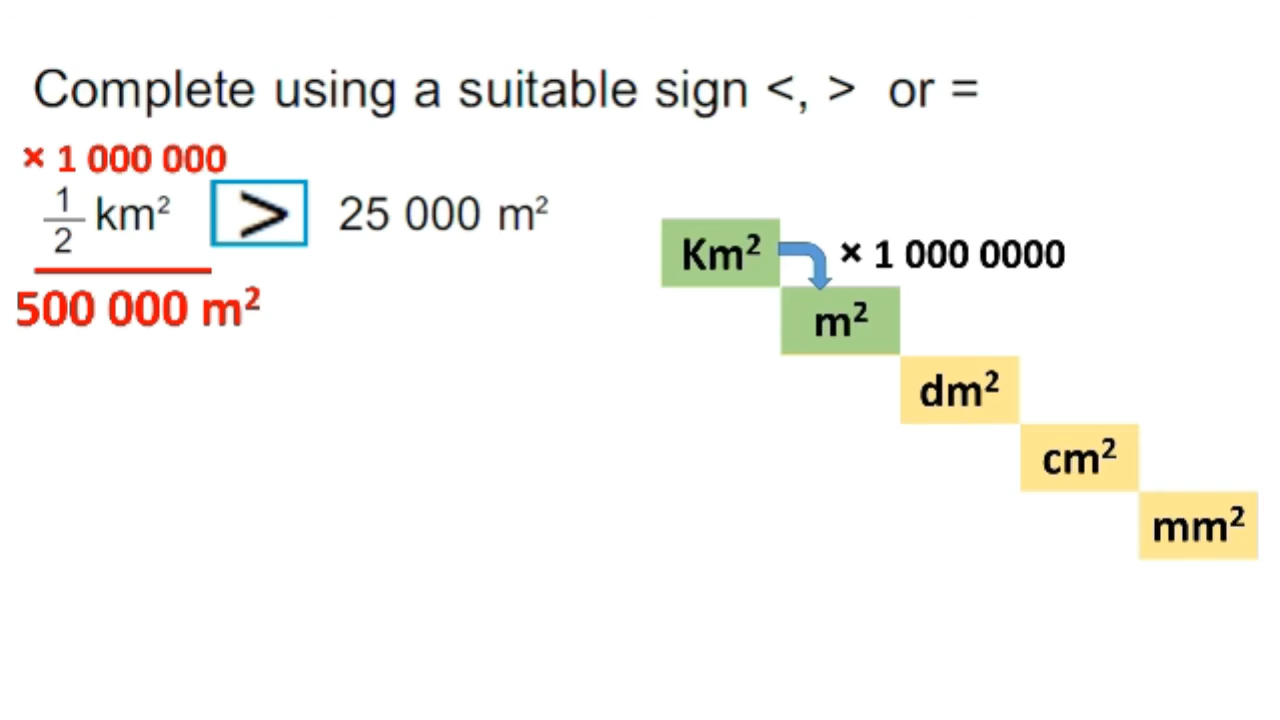 Complete using a suitable sign <, > or =
× 1 000 000
1/2 km² > 25 000 m²
500 000 m²
Km² × 1 000 0000
m²
dm²
cm²
mm²